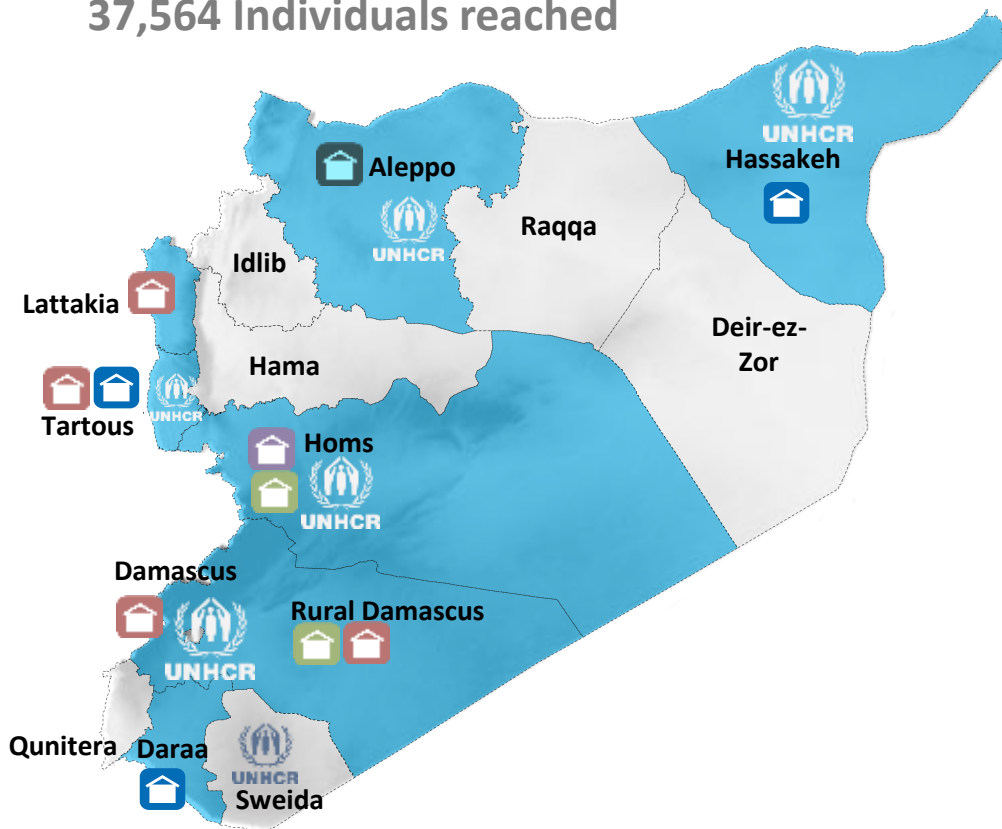 37,564 Individuals reached
UNHCR
Hassakeh
Aleppo
UNHCR
Raqqa
Idlib
Lattakia
Deir-ez-
Zor
Hama
UNHCR
Tartous
Homs
UNHCR
Damascus
Rural Damascus
UNHCR
Qunitera
Daraa
UNHCR
Sweida